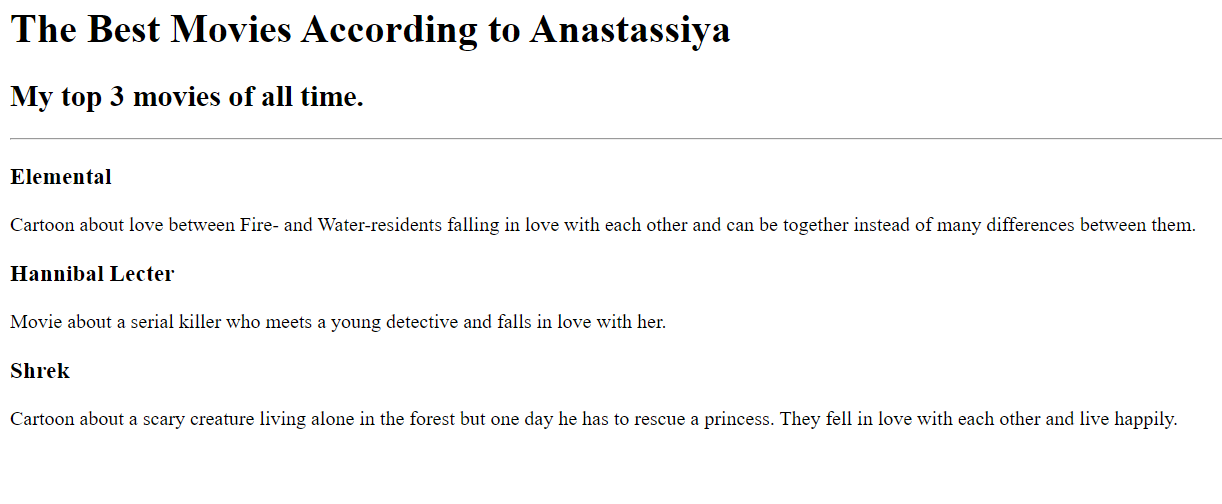 The Best Movies According to Anastassiya
My top 3 movies of all time.
Elemental
Cartoon about love between Fire- and Water-residents falling in love with each other and can be together instead of many differences between them.
Hannibal Lecter
Movie about a serial killer who meets a young detective and falls in love with her.
Shrek
Cartoon about a scary creature living alone in the forest but one day he has to rescue a princess. They fell in love with each other and live happily.